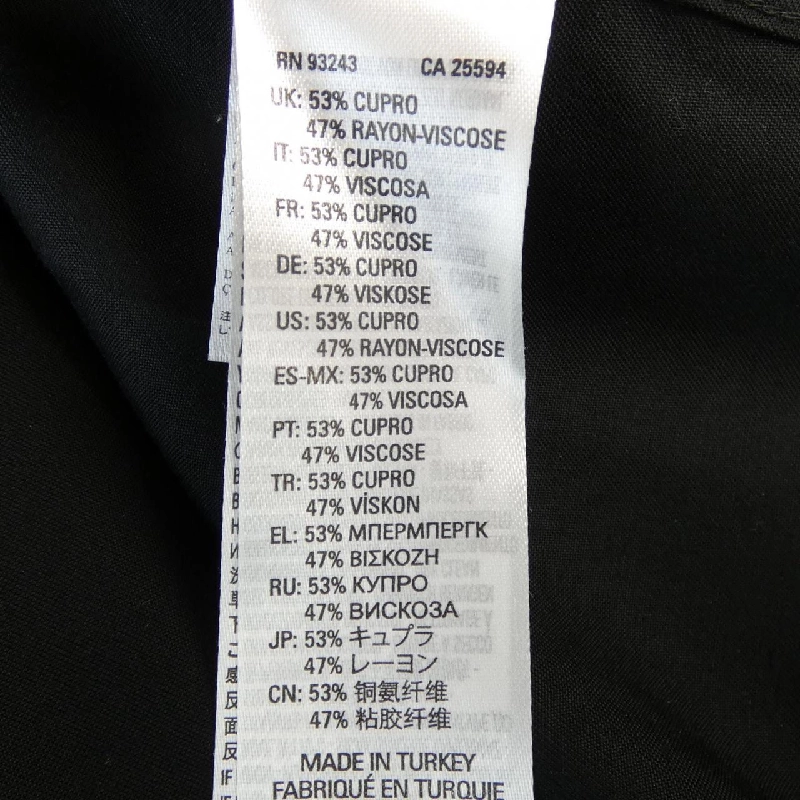 RN 93243 CA 25594
UK: 53% CUPRO
47% RAYON-VISCOSE
IT: 53% CUPRO
47% VISCOSA
FR: 53% CUPRO
47% VISCOSE
DE: 53% CUPRO
47% VISKOSE
US: 53% CUPRO
47% RAYON-VISCOSE
ES-MX: 53% CUPRO
47% VISCOSA
PT: 53% CUPRO
47% VISCOSE
TR: 53% CUPRO
47% VİSKON
EL: 53% ΜΠΕΡΜΠΕΡΓΚ
47% ΒΙΣΚΟΖΗ
RU: 53% КУПРО
47% ВИСКОЗА
JP: 53% キュプラ
47% レーヨン
CN: 53% 铜氨纤维
47% 粘胶纤维
MADE IN TURKEY
FABRIQUÉ EN TURQUIE